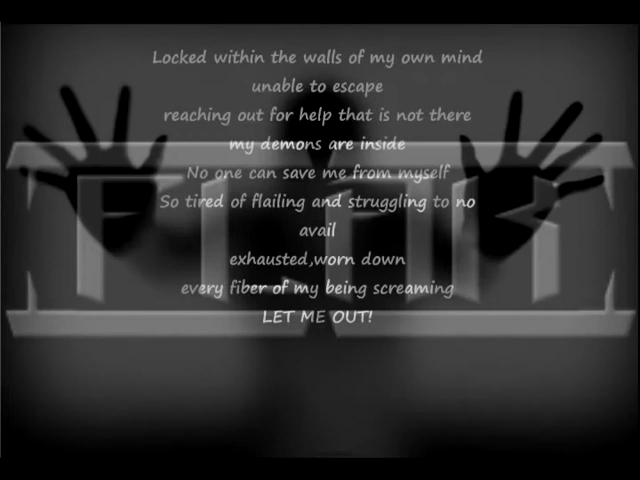 Locked within the walls of my own mind
unable to escape
reaching out for help that is not there
my demons are inside
No one can save me from myself
So tired of flailing and struggling to no
avail
exhausted,worn down
every fiber of my being screaming
LET ME OUT!